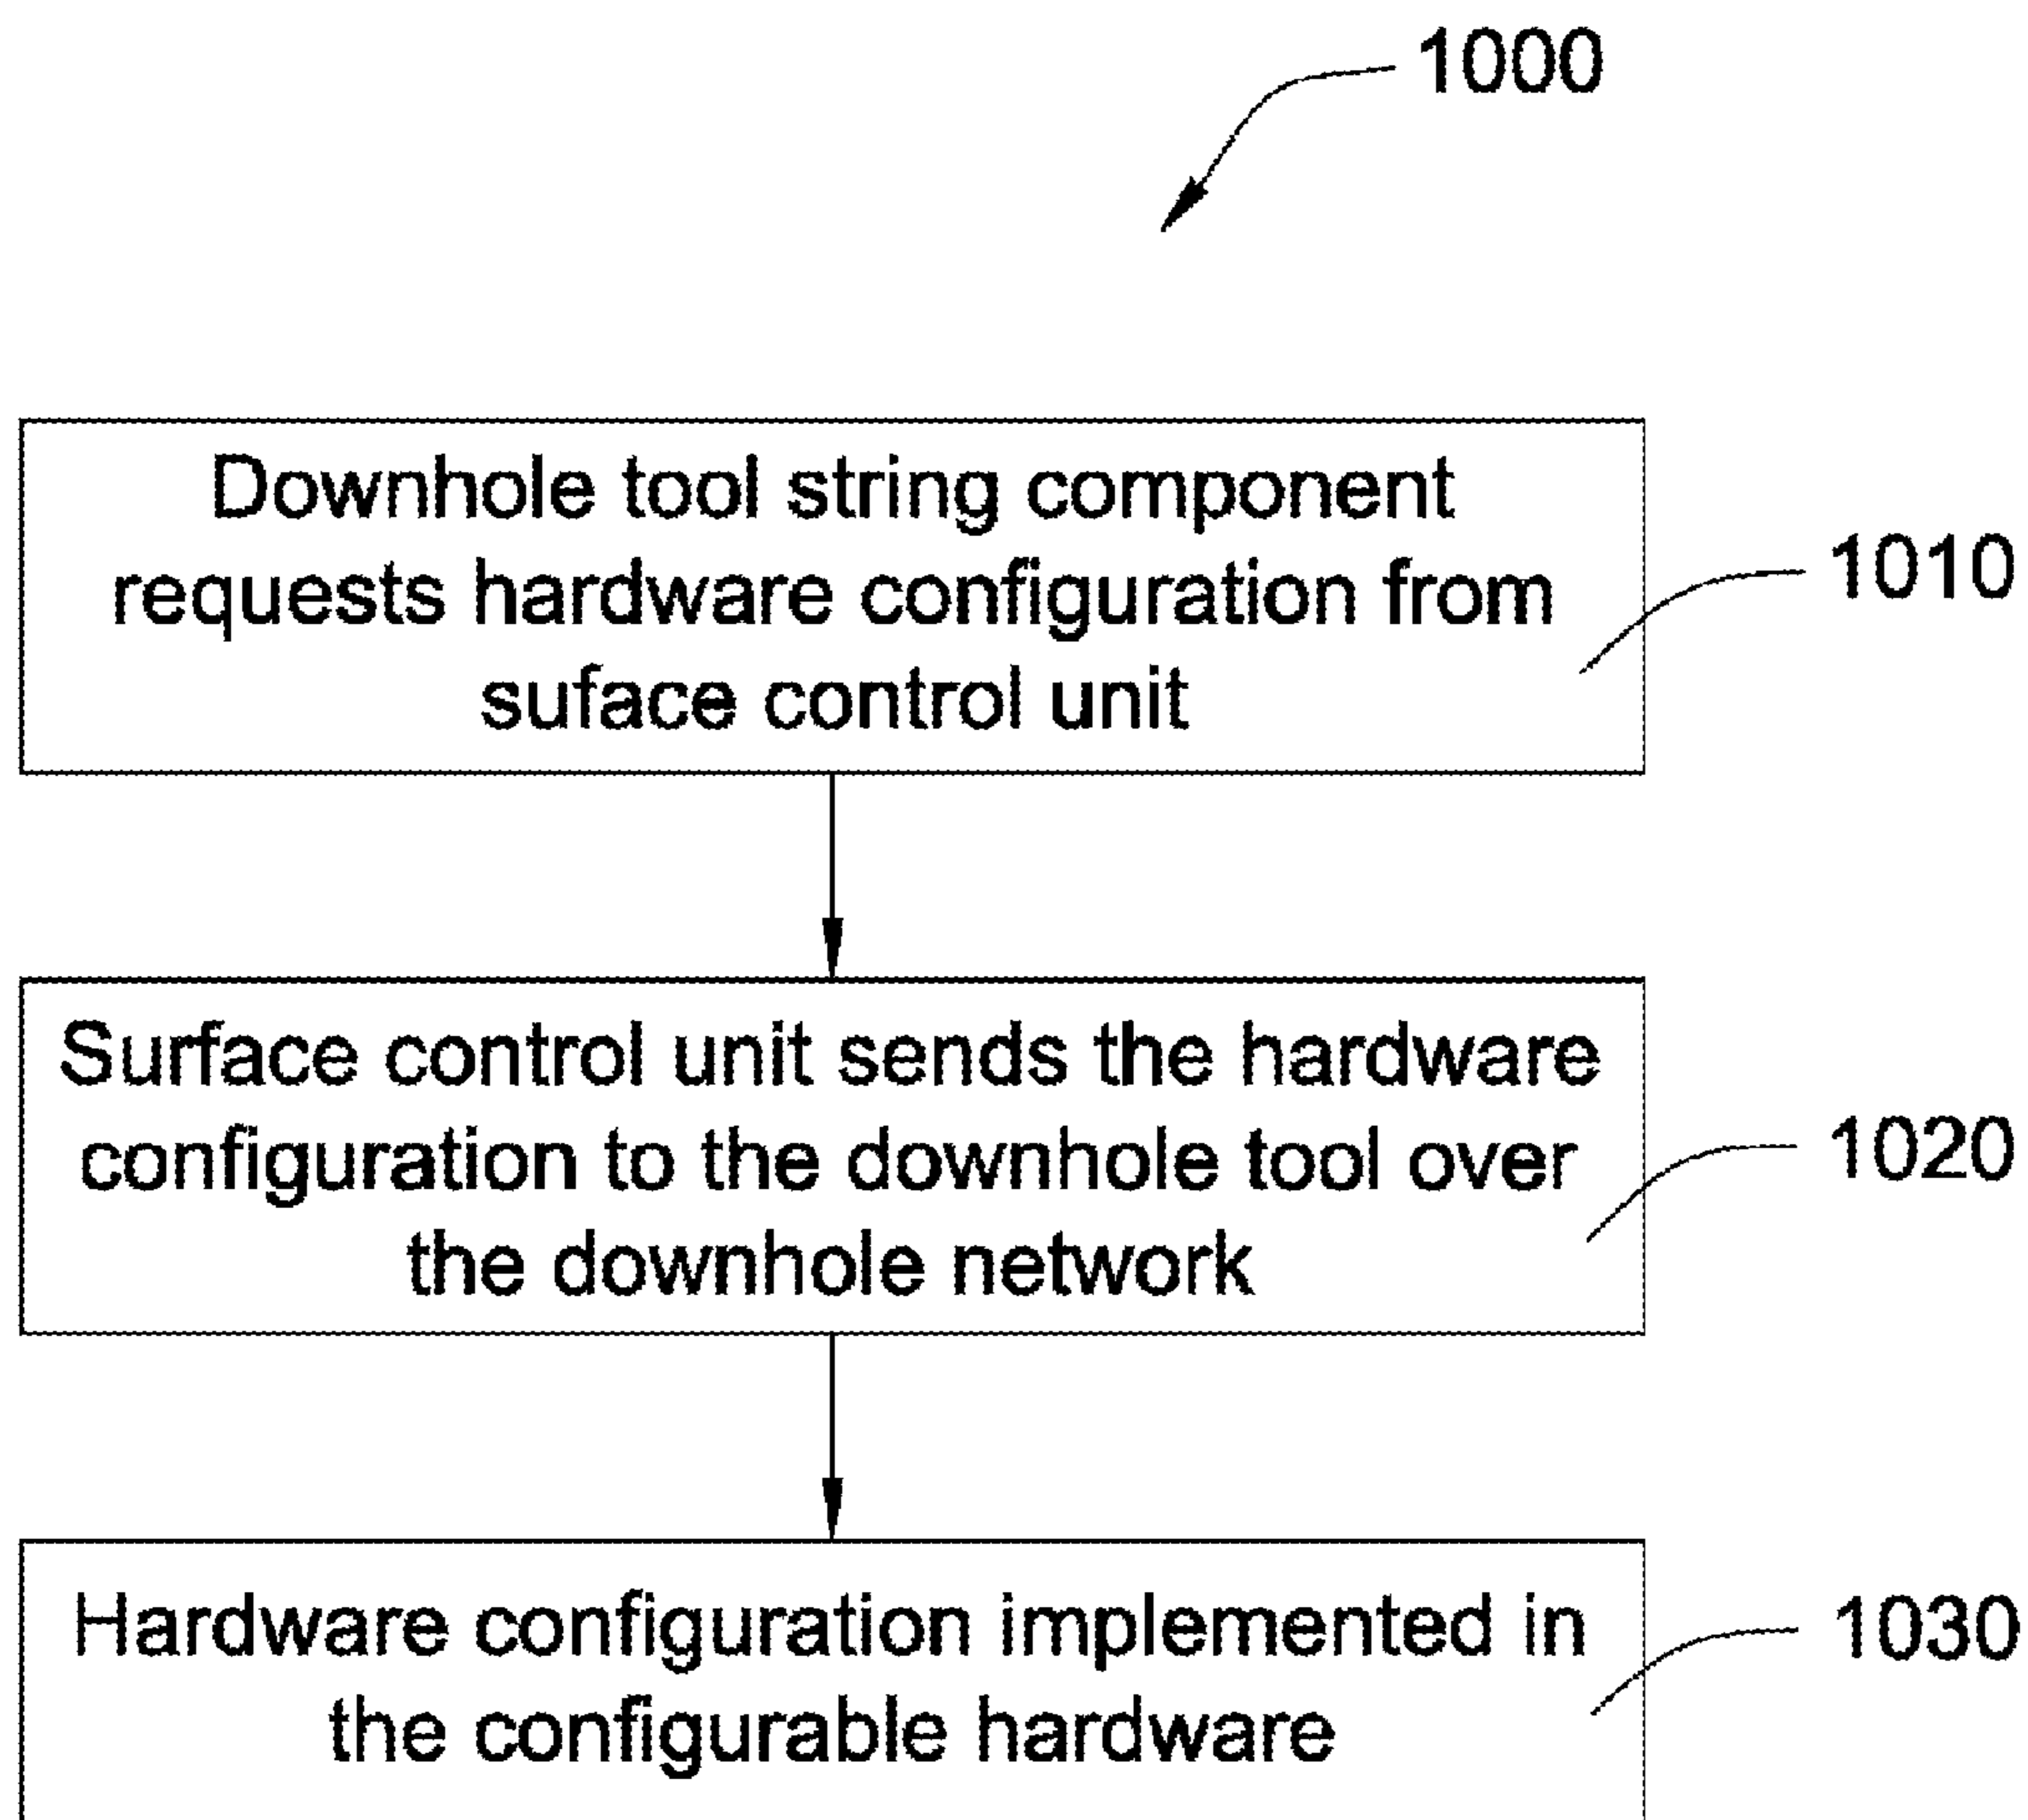 1000
Downhole tool string component
requests hardware configuration from
suface control unit
1010
Surface control unit sends the hardware
configuration to the downhole tool over
the downhole network
1020
Hardware configuration implemented in
the configurable hardware
1030